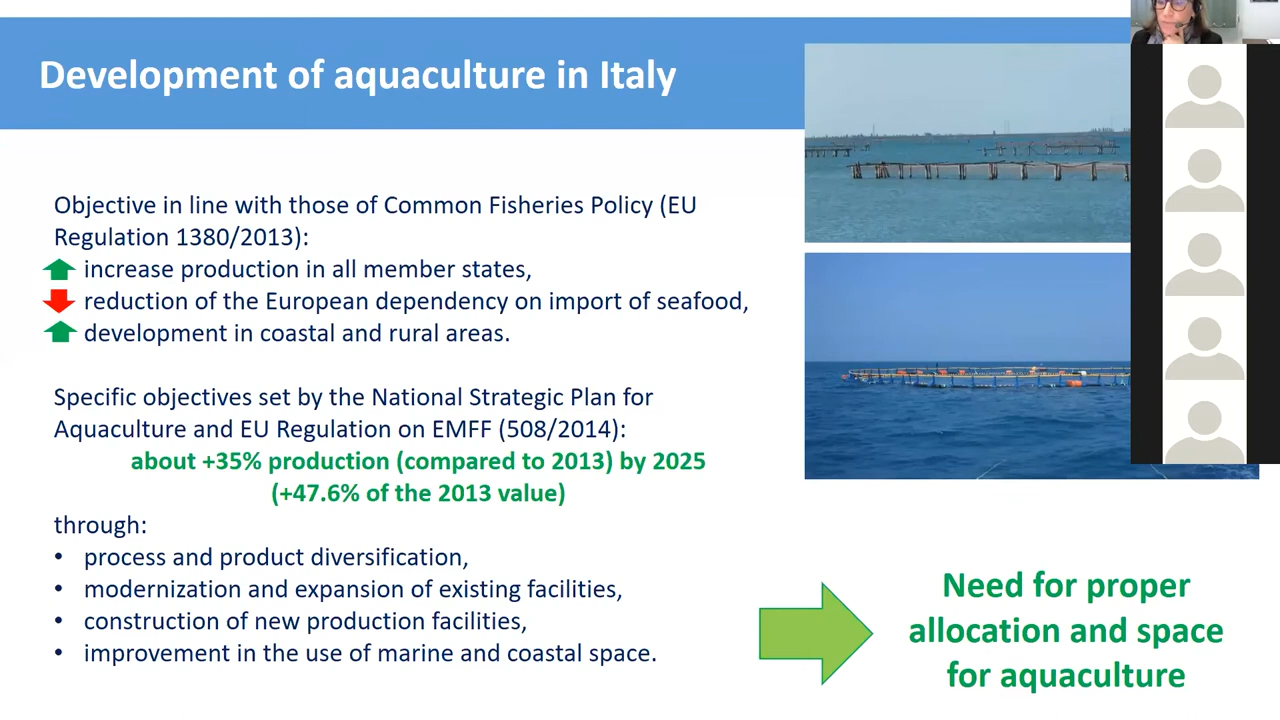 Development of aquaculture in Italy
Objective in line with those of Common Fisheries Policy (EU
Regulation 1380/2013):
increase production in all member states,
reduction of the European dependency on import of seafood,
development in coastal and rural areas.
Specific objectives set by the National Strategic Plan for
Aquaculture and EU Regulation on EMFF (508/2014):
about +35% production (compared to 2013) by 2025
(+47.6% of the 2013 value)
through:
• process and product diversification,
• modernization and expansion of existing facilities,
• construction of new production facilities,
• improvement in the use of marine and coastal space.
Need for proper
allocation and space
for aquaculture